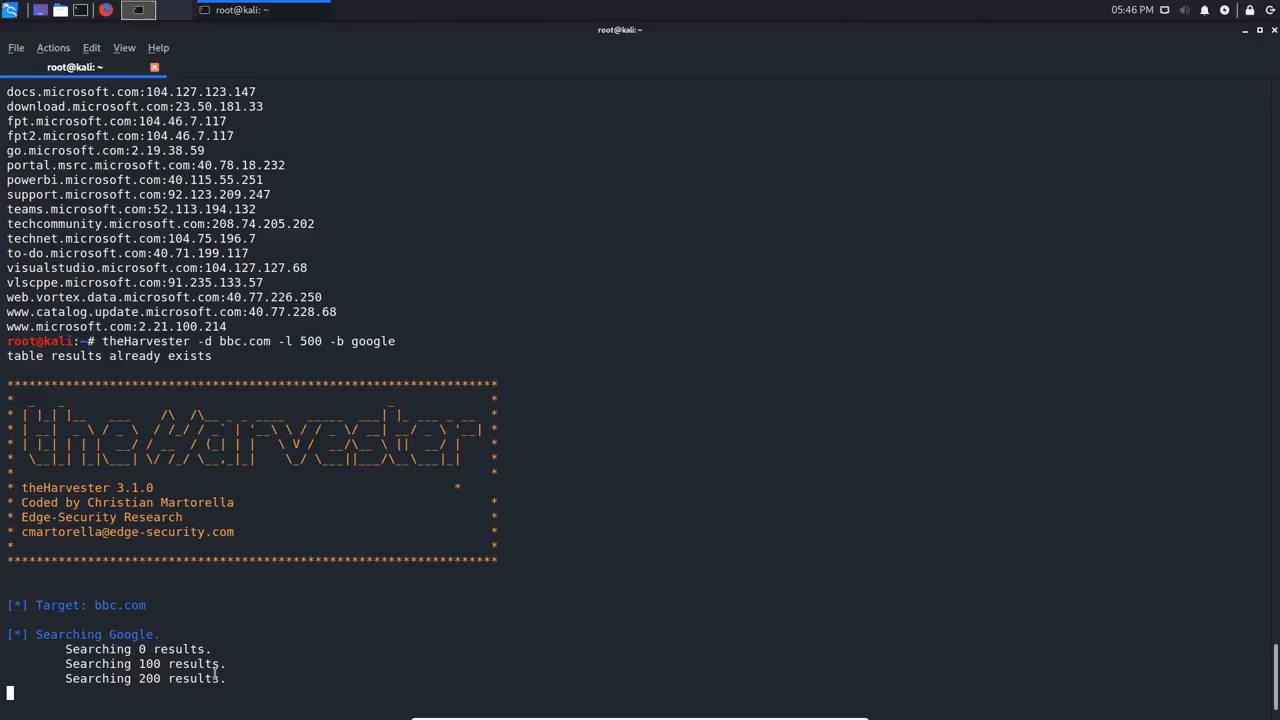 root@kali: ~
05:46 PM
root@kali: ~
File Actions Edit View Help
root@kali: ~
docs.microsoft.com:104.127.123.147
download.microsoft.com:23.50.181.33
fpt.microsoft.com:104.46.7.117
fpt2.microsoft.com:104.46.7.117
go.microsoft.com:2.19.38.59
portal.msrc.microsoft.com:40.78.18.232
powerbi.microsoft.com:40.115.55.251
support.microsoft.com:92.123.209.247
teams.microsoft.com:52.113.194.132
techcommunity.microsoft.com:208.74.205.202
technet.microsoft.com:104.75.196.7
to-do.microsoft.com:40.71.199.117
visualstudio.microsoft.com:104.127.127.68
vlscppe.microsoft.com:91.235.133.57
web.vortex.data.microsoft.com:40.77.226.250
www.catalog.update.microsoft.com:40.77.228.68
www.microsoft.com:2.21.100.214
root@kali:~# theHarvester -d bbc.com -l 500 -b google
table results already exists
*******************************************************************
theHarvester
* theHarvester 3.1.0 *
* Coded by Christian Martorella *
* Edge-Security Research *
* cmartorella@edge-security.com *
* *
*******************************************************************
[*] Target: bbc.com
[*] Searching Google.
Searching 0 results.
Searching 100 results.
Searching 200 results.